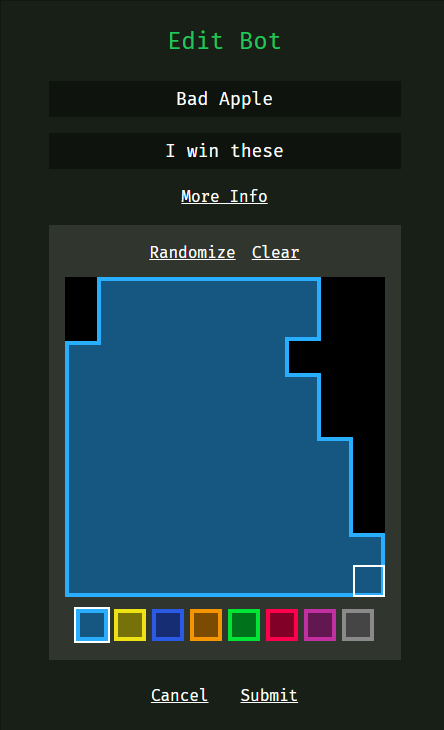 Edit Bot
Bad Apple
I win these
More Info
Randomize Clear
Cancel Submit